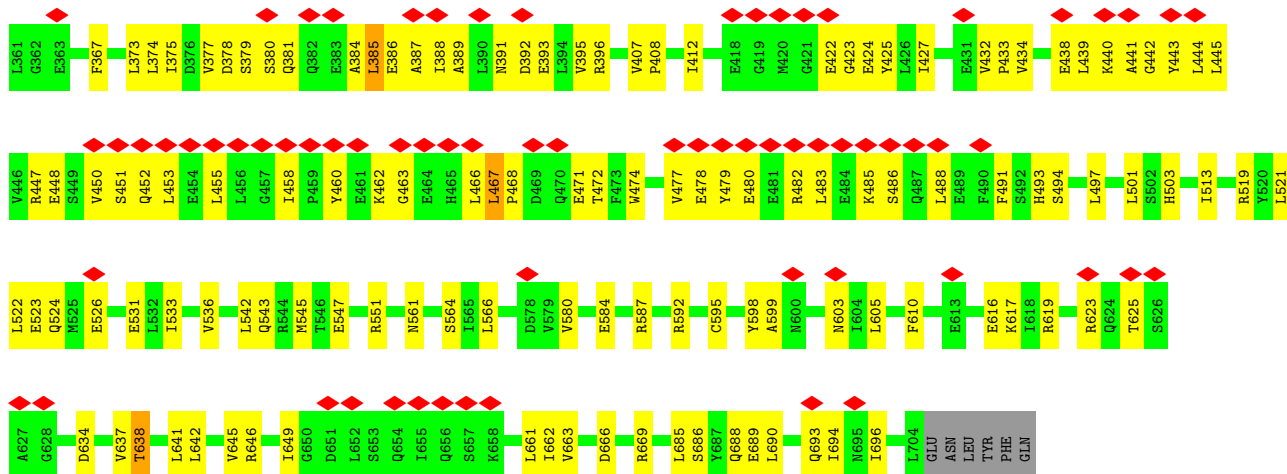 L361 G362 E363 F367 L373 L374 I375 D376 V377 D378 S379 S380 Q381 Q382 E383 A384 L385 E386 A387 I388 A389 L390 N391 D392 E393 L394 V395 R396 V407 P408 I412 E418 G419 M420 G421 E422 G423 E424 Y425 L426 I427 E431 V432 P433 V434 E438 L439 K440 A441 G442 Y443 L444 L445
V446 R447 E448 S449 V450 S451 Q452 L453 E454 L455 L456 G457 I458 P459 Y460 E461 K462 G463 E464 H465 L466 L467 P468 D469 Q470 E471 T472 F473 W474 V477 E478 Y479 E480 E481 R482 L483 E484 K485 S486 Q487 L488 E489 F490 F491 S492 H493 S494 L497 L501 S502 H503 I513 R519 Y520 L521
L522 E523 Q524 M525 E526 E531 L532 I533 V536 L542 Q543 R544 M545 T546 E547 R551 N561 S564 I565 L566 D578 V579 V580 E584 R587 R592 C595 Y598 A599 N600 N603 I604 L605 F610 E613 E616 K617 I618 R619 R623 Q624 T625 S626
A627 G628 D634 V637 T638 L641 L642 V645 R646 I649 G650 D651 L652 S653 Q654 I655 Q656 S657 K658 L661 I662 V663 D666 R669 L685 S686 Y687 Q688 E689 L690 Q693 I694 N695 I696 L704 GLU ASN LEU TYR PHE GLN